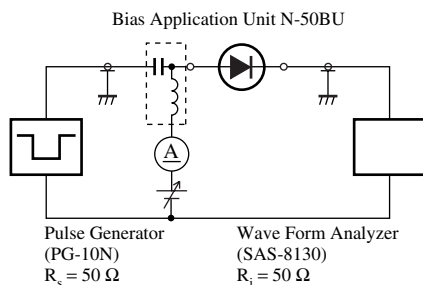 Bias Application Unit N-50BU
A
Pulse Generator
(PG-10N)
Rs = 50 Ω
Wave Form Analyzer
(SAS-8130)
Ri = 50 Ω